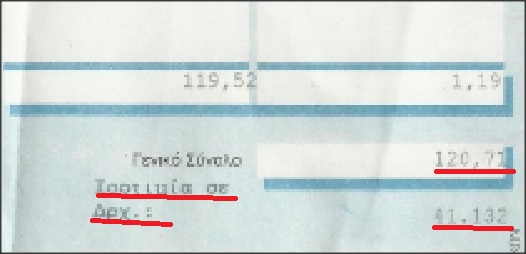 119,52 1,19
Γενικό Σύνολο 120,71
Ισοτιμία σε
Δρχ.: 41.132